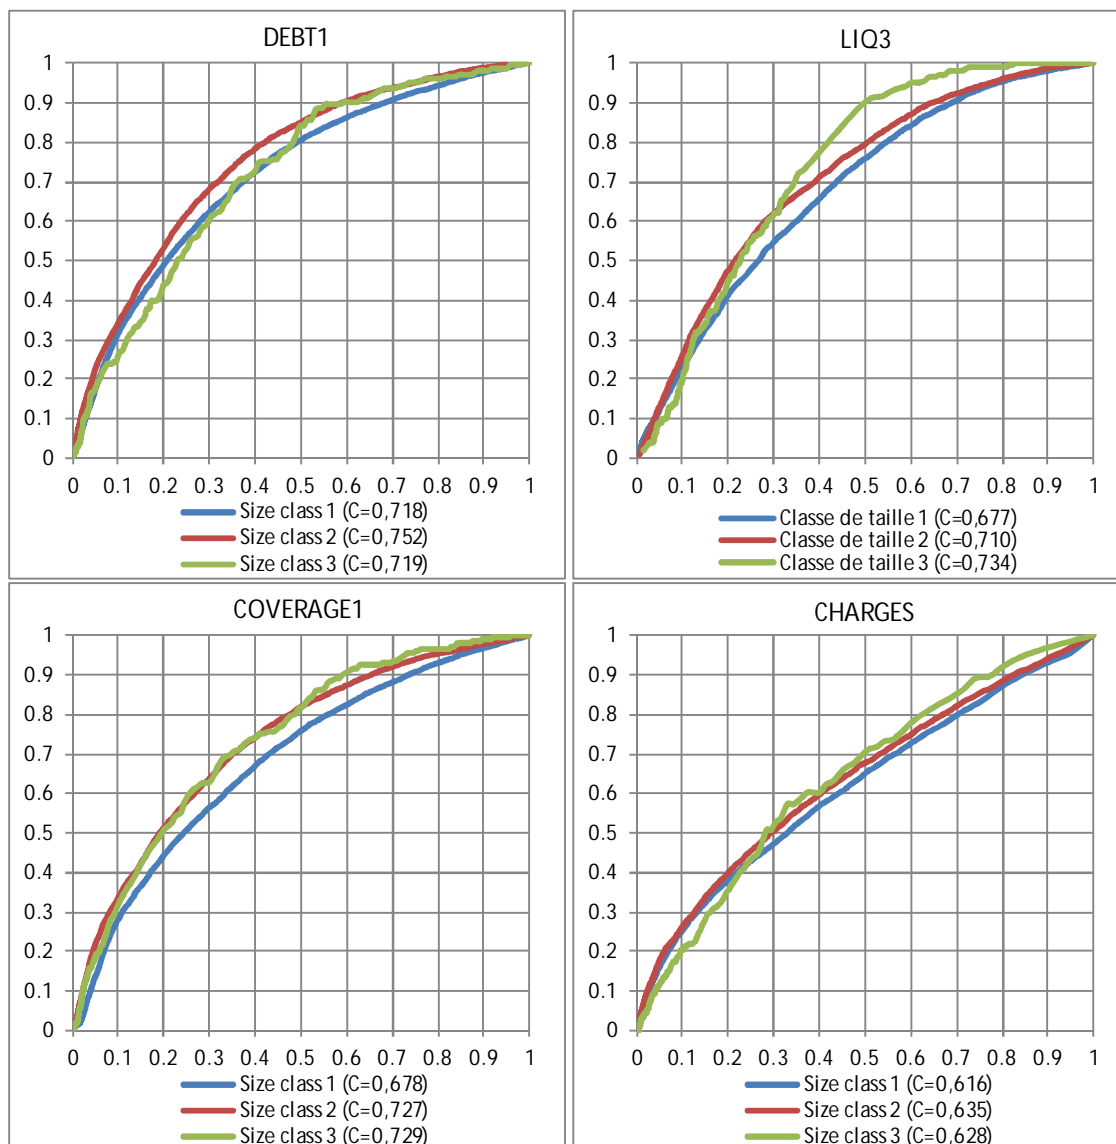 DEBT1
1
0.9
0.8
0.7
0.6
0.5
0.4
0.3
0.2
0.1
0
0 0.1 0.2 0.3 0.4 0.5 0.6 0.7 0.8 0.9 1
Size class 1 (C=0,718)
Size class 2 (C=0,752)
Size class 3 (C=0,719)
LIQ3
1
0.9
0.8
0.7
0.6
0.5
0.4
0.3
0.2
0.1
0
0 0.1 0.2 0.3 0.4 0.5 0.6 0.7 0.8 0.9 1
Classe de taille 1 (C=0,677)
Classe de taille 2 (C=0,710)
Classe de taille 3 (C=0,734)
COVERAGE1
1
0.9
0.8
0.7
0.6
0.5
0.4
0.3
0.2
0.1
0
0 0.1 0.2 0.3 0.4 0.5 0.6 0.7 0.8 0.9 1
Size class 1 (C=0,678)
Size class 2 (C=0,727)
Size class 3 (C=0,729)
CHARGES
1
0.9
0.8
0.7
0.6
0.5
0.4
0.3
0.2
0.1
0
0 0.1 0.2 0.3 0.4 0.5 0.6 0.7 0.8 0.9 1
Size class 1 (C=0,616)
Size class 2 (C=0,635)
Size class 3 (C=0,628)